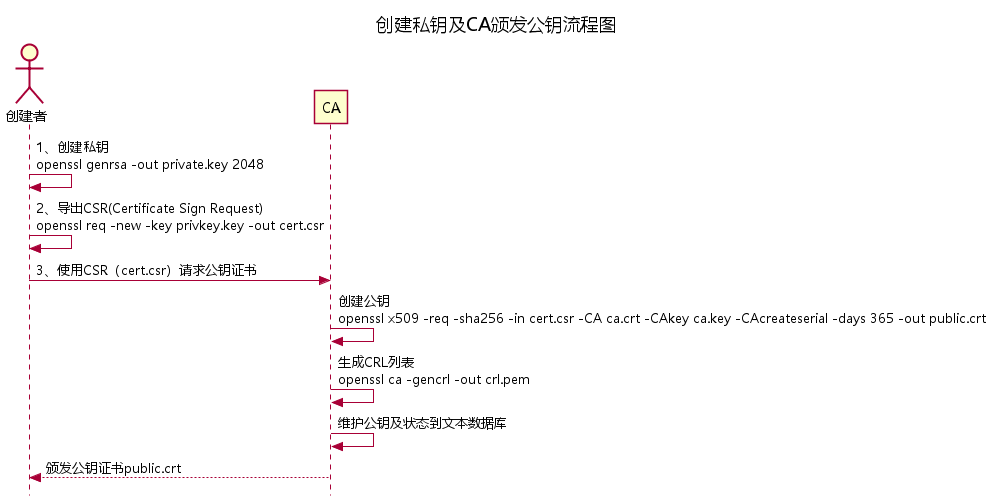 创建私钥及CA颁发公钥流程图
创建者
CA
1、创建私钥
openssl genrsa -out private.key 2048
2、导出CSR(Certificate Sign Request)
openssl req -new -key privkey.key -out cert.csr
3、使用CSR（cert.csr）请求公钥证书
创建公钥
openssl x509 -req -sha256 -in cert.csr -CA ca.crt -CAkey ca.key -CAcreateserial -days 365 -out public.crt
生成CRL列表
openssl ca -gencrl -out crl.pem
维护公钥及状态到文本数据库
颁发公钥证书public.crt